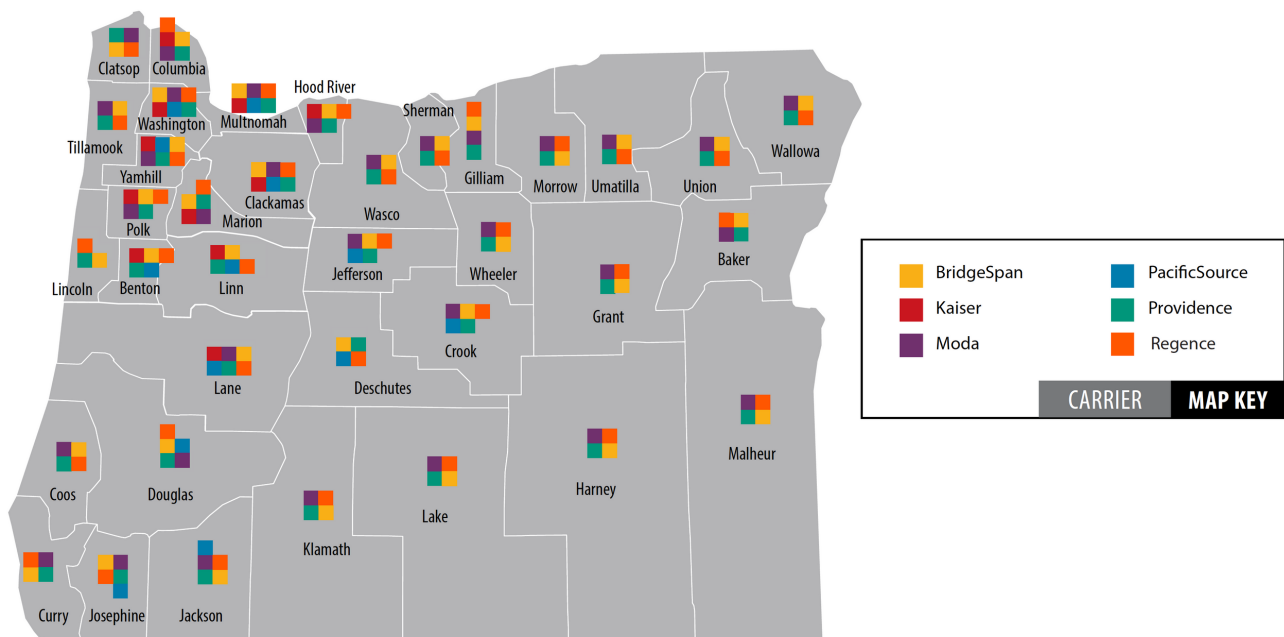 Clatsop
Columbia
Hood River
Sherman
Multnomah
Washington
Tillamook
Wallowa
Yamhill
Gilliam
Morrow
Umatilla
Union
Clackamas
Wasco
Marion
Polk
Baker
Jefferson
Wheeler
Lincoln
Benton
Linn
Grant
Crook
Lane
Deschutes
Malheur
Coos
Douglas
Harney
Lake
Klamath
Curry
Josephine
Jackson
BridgeSpan
PacificSource
Kaiser
Providence
Moda
Regence
CARRIER MAP KEY